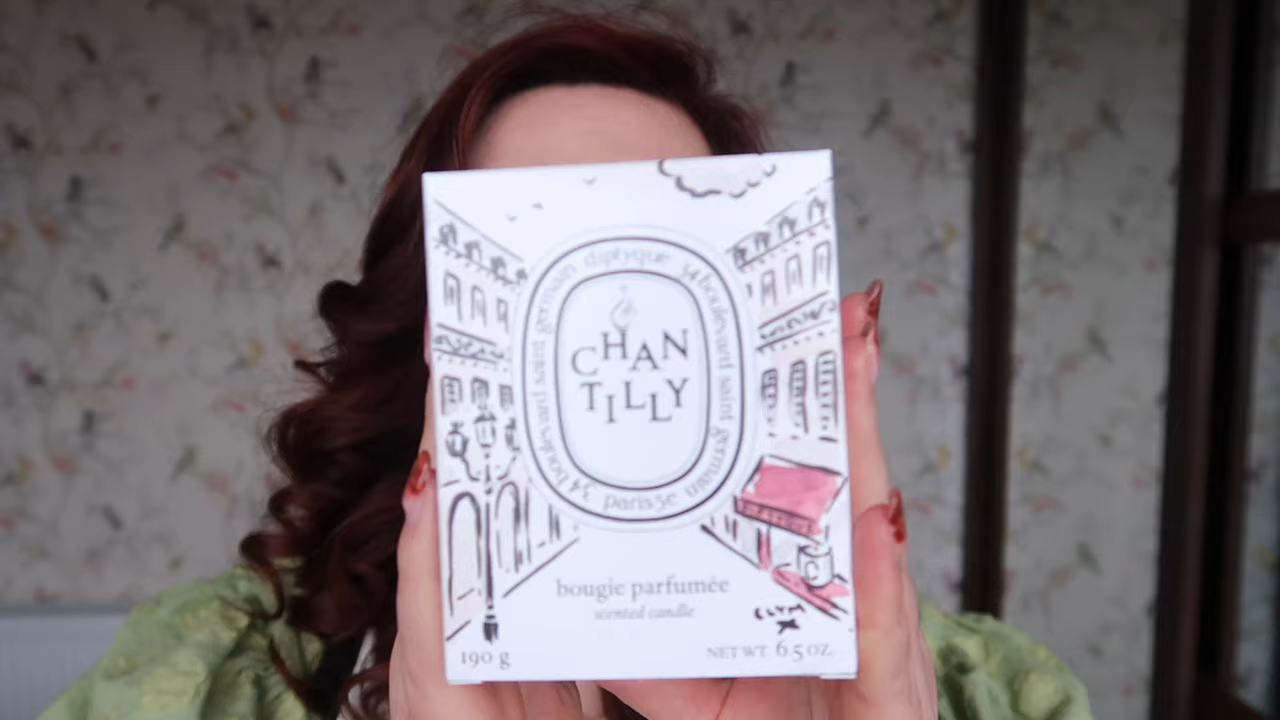 diptyque 34 boulevard saint germain paris 5e 34 boulevard saint germain
CHAN
TILLY
bougie parfumée
scented candle
CLYM
190 g
NET WT. 6.5 OZ.